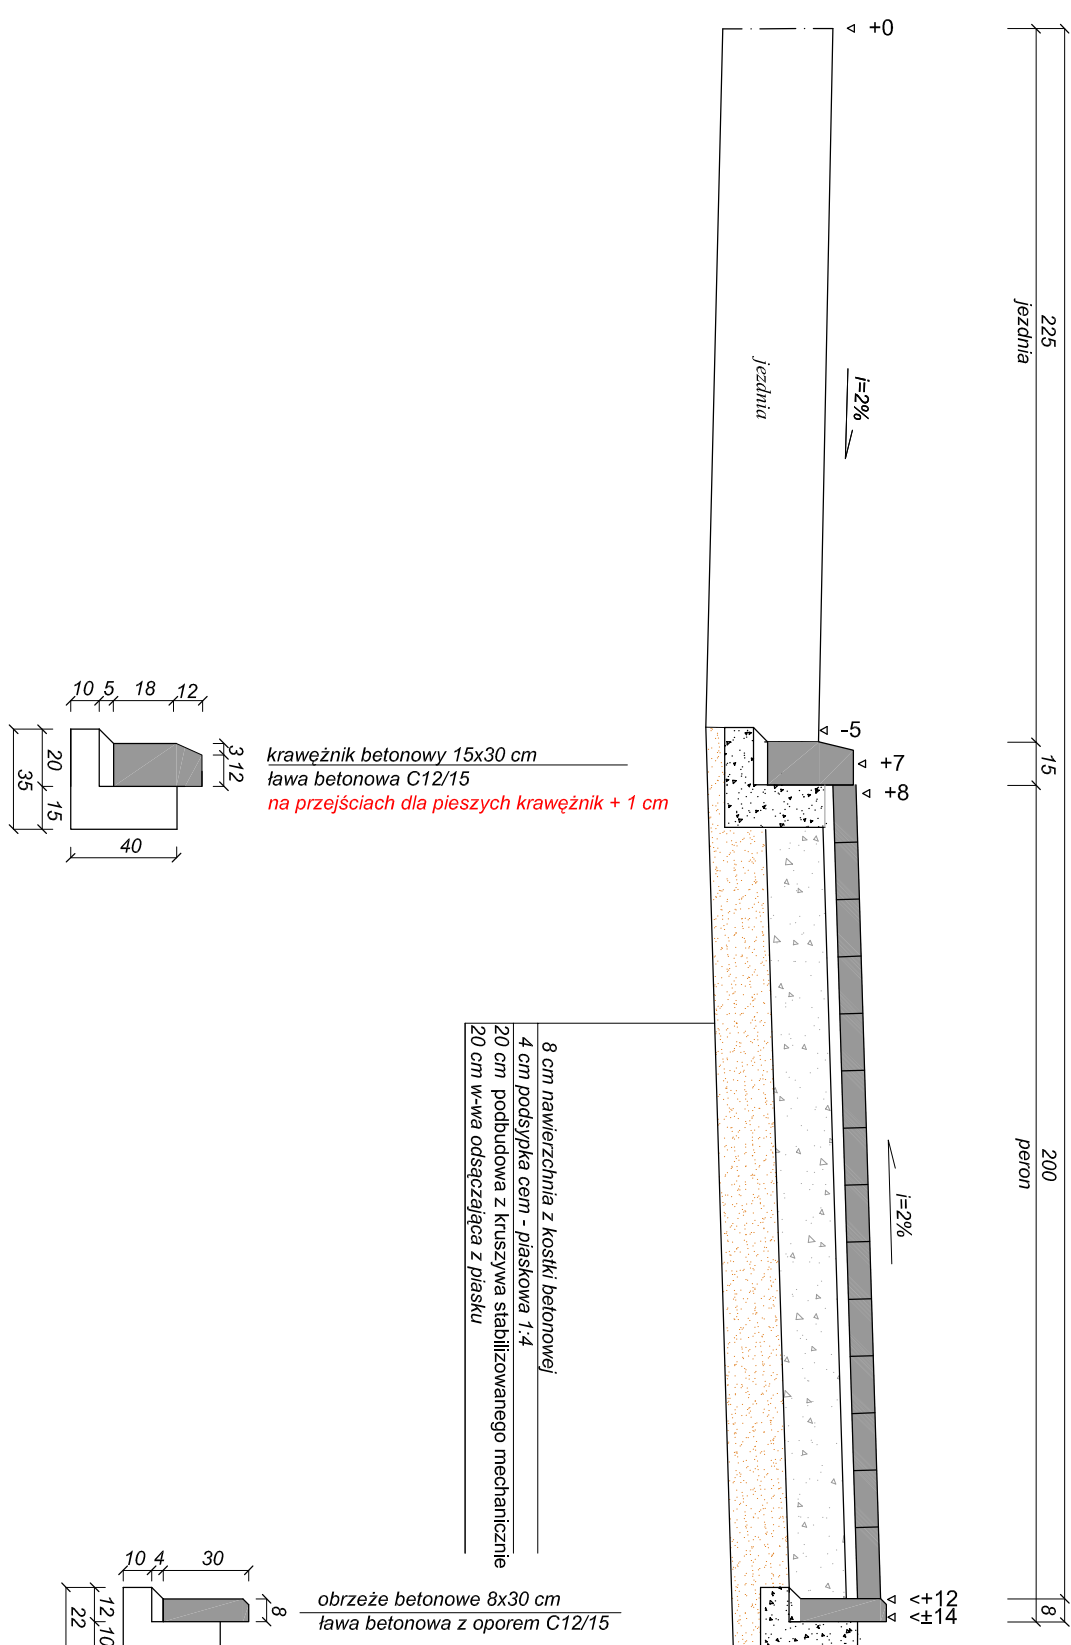 +0
225
jezdnia
jezdnia
i=2%
-5
+7
+8
15
10 5 18 12
3
12
20
15
35
40
krawężnik betonowy 15x30 cm
ława betonowa C12/15
na przejściach dla pieszych krawężnik + 1 cm
8 cm nawierzchnia z kostki betonowej
4 cm podsypka cem - piaskowa 1:4
20 cm podbudowa z kruszywa stabilizowanego mechanicznie
20 cm w-wa odsączająca z piasku
200
peron
i=2%
10 4 30
8
12
10
22
obrzeże betonowe 8x30 cm
ława betonowa z oporem C12/15
<+12
<±14
8